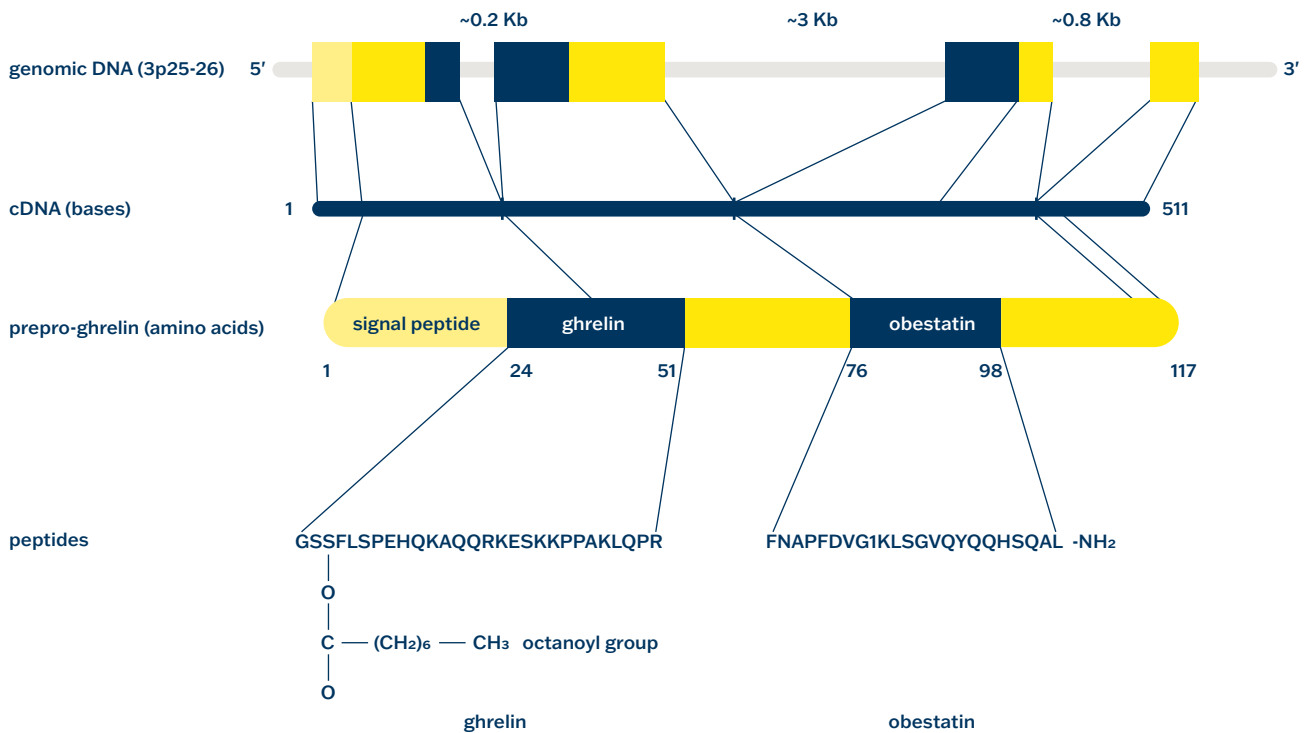 ~0.2 Kb ~3 Kb ~0.8 Kb
genomic DNA (3p25-26) 5′ 3′
cDNA (bases) 1 511
prepro-ghrelin (amino acids) signal peptide ghrelin obestatin
1 24 51 76 98 117
peptides GSSFLSPEHQKAQQRKESKKPPAKLQPR FNAPFDVG1KLSGVQYQQHSQAL -NH₂
O
C (CH₂)₆ CH₃ octanoyl group
O
ghrelin obestatin